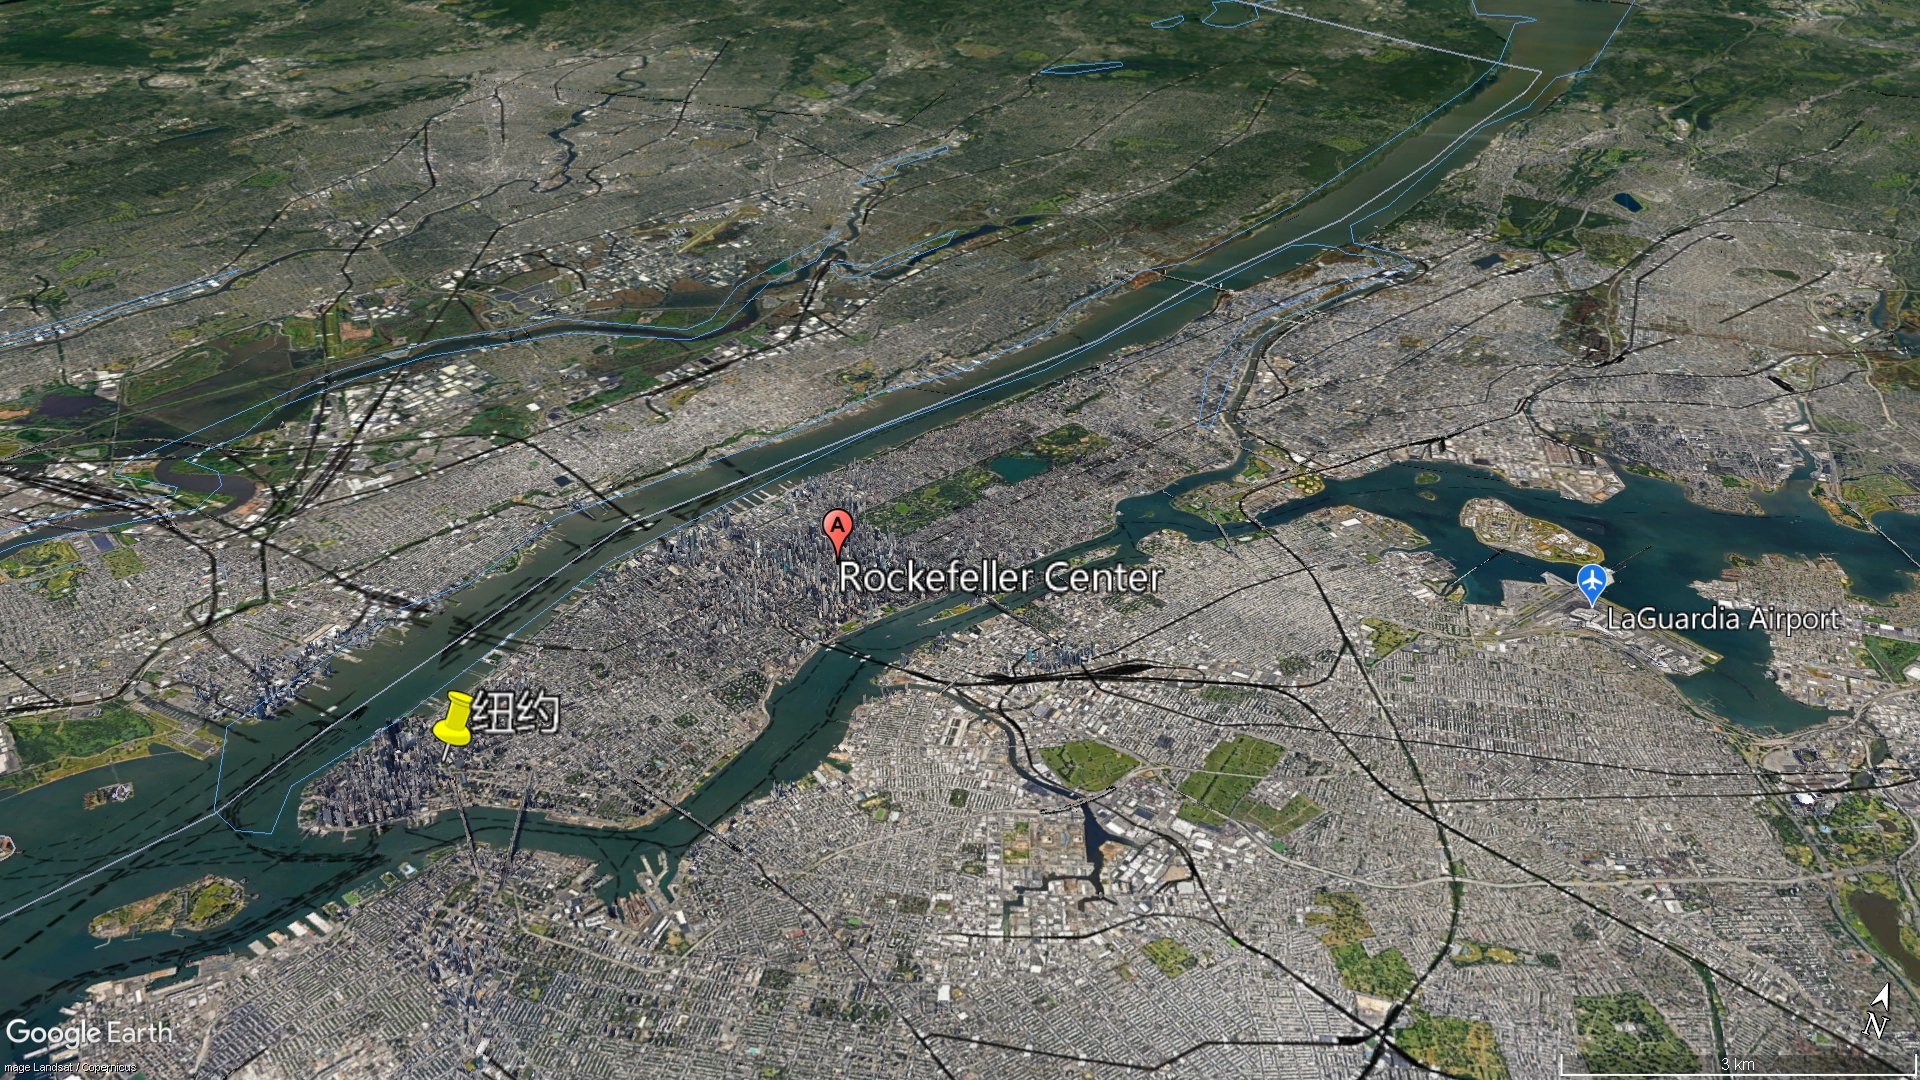 A
Rockefeller Center
LaGuardia Airport
纽约
N
Google Earth
mage Landsat / Copernicus
3 km